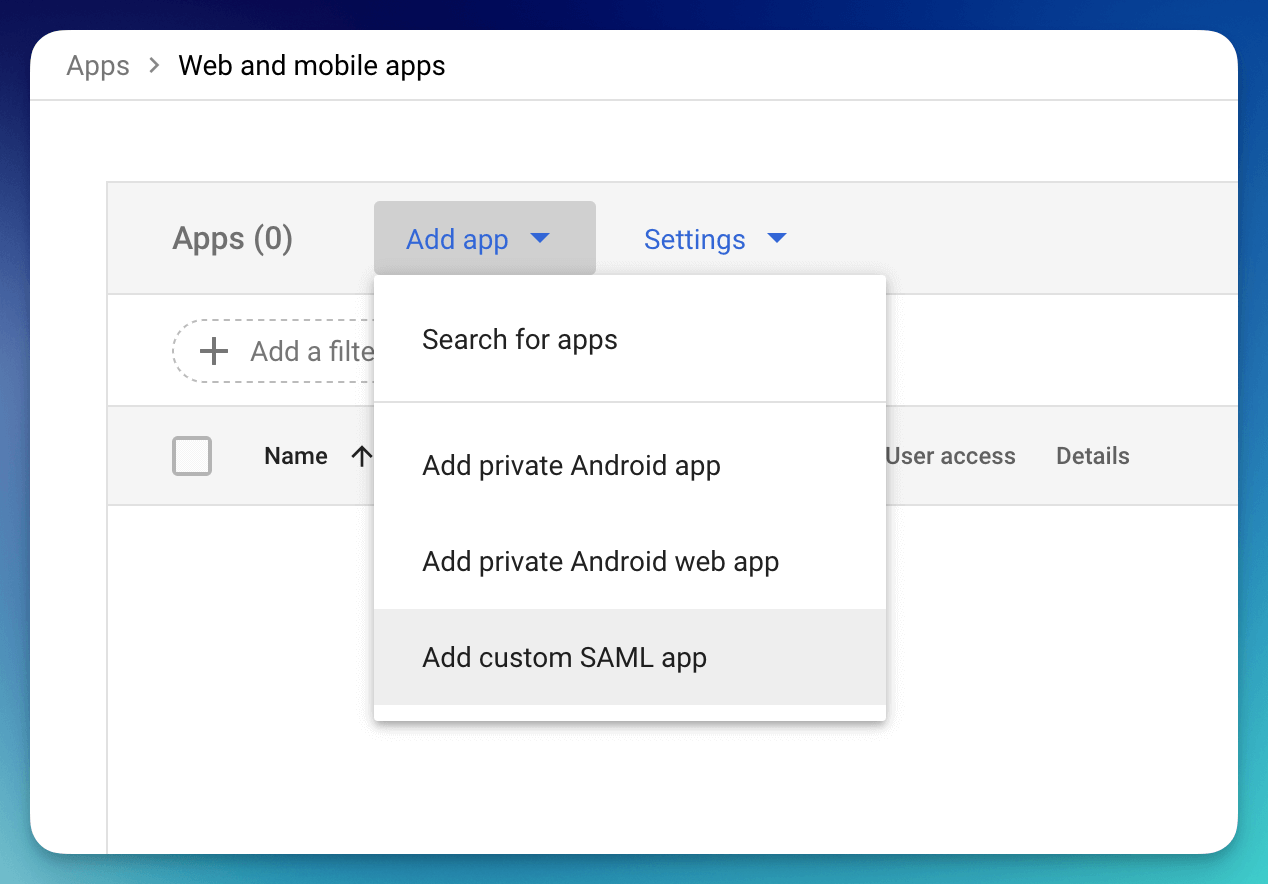 Apps > Web and mobile apps
Apps (0) Add app Settings
Search for apps
Add a filte
Name User access Details
Add private Android app
Add private Android web app
Add custom SAML app